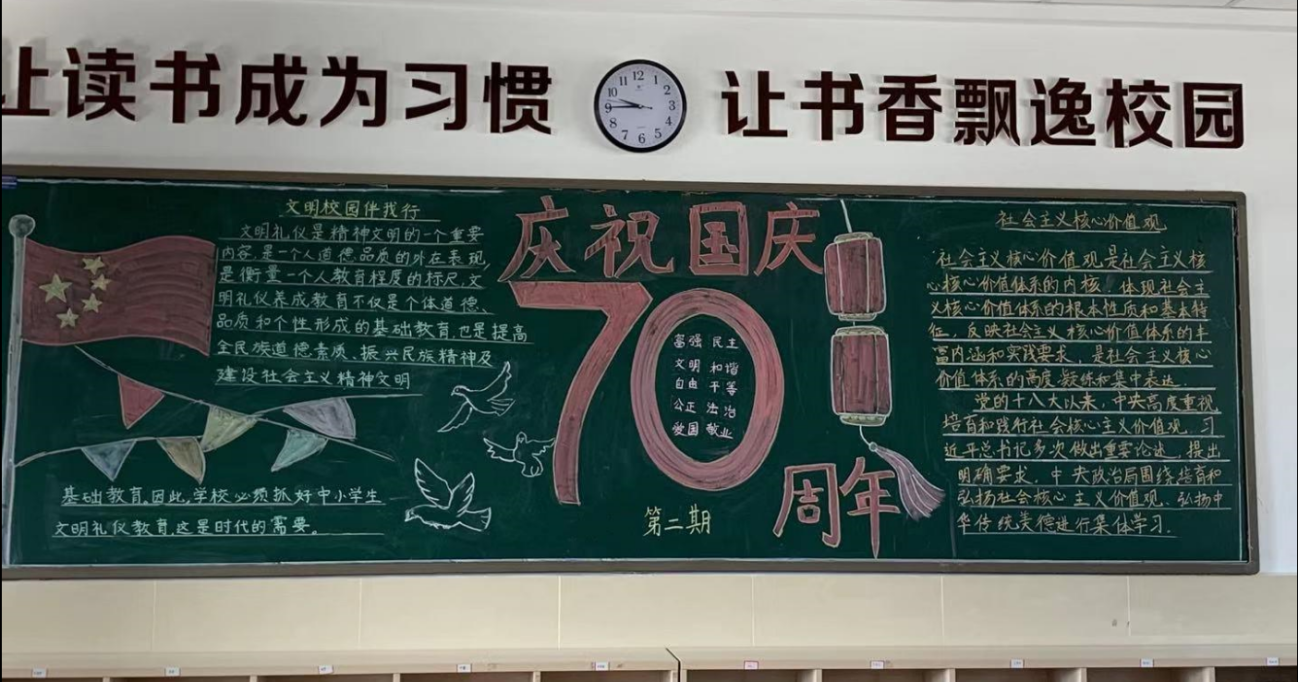 让读书成为习惯
让书香飘逸校园
12
1
2
3
4
5
6
7
8
9
10
11
文明校园伴我行
文明礼仪是精神文明的一个重要
内容,是一个人道德品质的外在表现,
是衡量一个人教育程度的标尺,文
明礼仪养成教育不仅是个体道德、
品质和个性形成的基础教育,也是提高
全民族道德素质、振兴民族精神及
建设社会主义精神文明
基础教育,因此,学校必须抓好中小学生
文明礼仪教育,这是时代的需要。
庆祝国庆
70
富强 民主
文明 和谐
自由 平等
公正 法治
爱国 敬业
周年
第二期
社会主义核心价值观
社会主义核心价值观是社会主义核
心核心价值体系的内核,体现社会主
义核心价值体系的根本性质和基本特
征,反映社会主义核心价值体系的丰
富内涵和实践要求,是社会主义核心
价值体系的高度凝练和集中表达.
党的十八大以来,中央高度重视
培育和践行社会核心主义价值观,习
近平总书记多次做出重要论述,提出
明确要求,中央政治局围绕培育和
弘扬社会核心主义价值观、弘扬中
华传统美德进行集体学习.